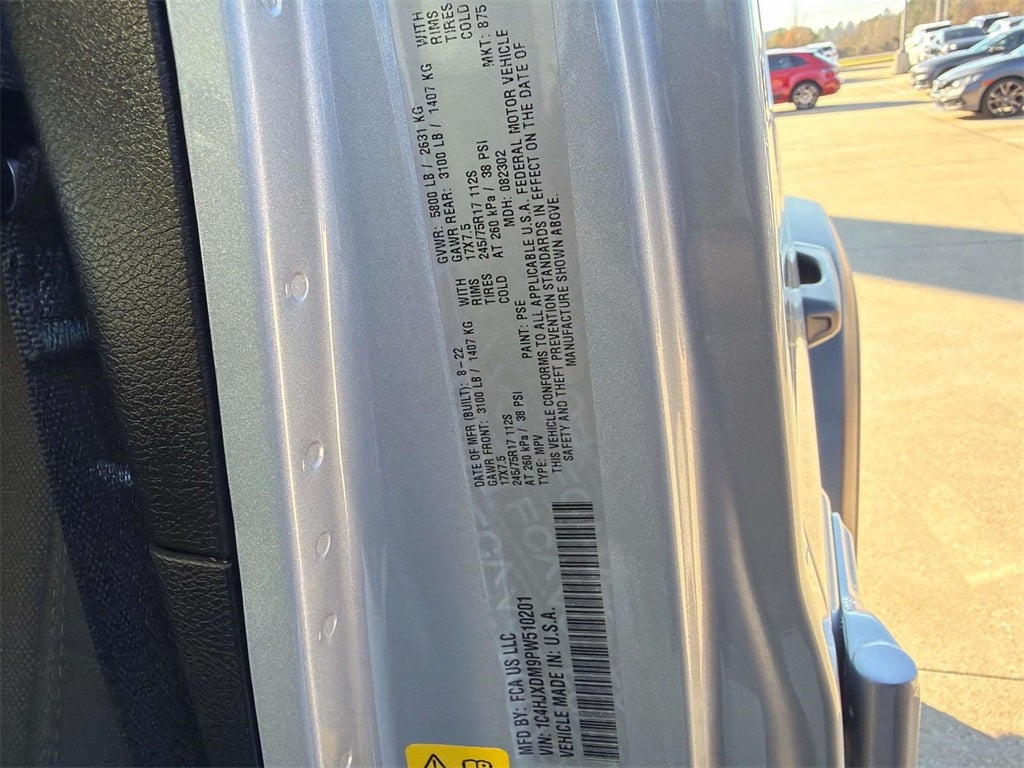 MFD BY: FCA US LLC
VIN: 1C4HJXDM9PW510201
VEHICLE MADE IN: U.S.A.
DATE OF MFR (BUILT): 8-22 GVWR: 5800 LB / 2631 KG
GAWR FRONT: 3100 LB / 1407 KG WITH GAWR REAR: 3100 LB / 1407 KG WITH
17X7.5 RIMS 17X7.5 RIMS
245/75R17 112S TIRES 245/75R17 112S TIRES
AT 260 kPa / 38 PSI COLD AT 260 kPa / 38 PSI COLD
TYPE: MPV PAINT: PSE MDH: 082302 MKT: 875
THIS VEHICLE CONFORMS TO ALL APPLICABLE U.S.A. FEDERAL MOTOR VEHICLE
SAFETY AND THEFT PREVENTION STANDARDS IN EFFECT ON THE DATE OF
MANUFACTURE SHOWN ABOVE.